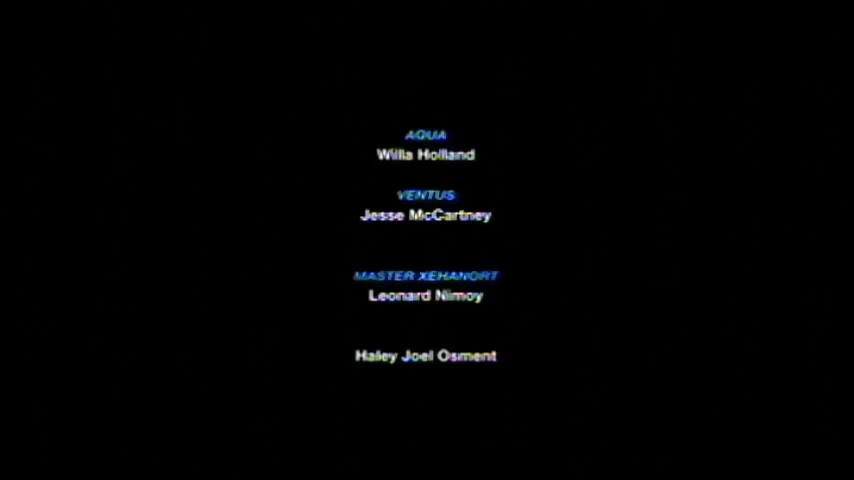 AQUA
Willa Holland
VENTUS
Jesse McCartney
MASTER XEHANORT
Leonard Nimoy
Haley Joel Osment